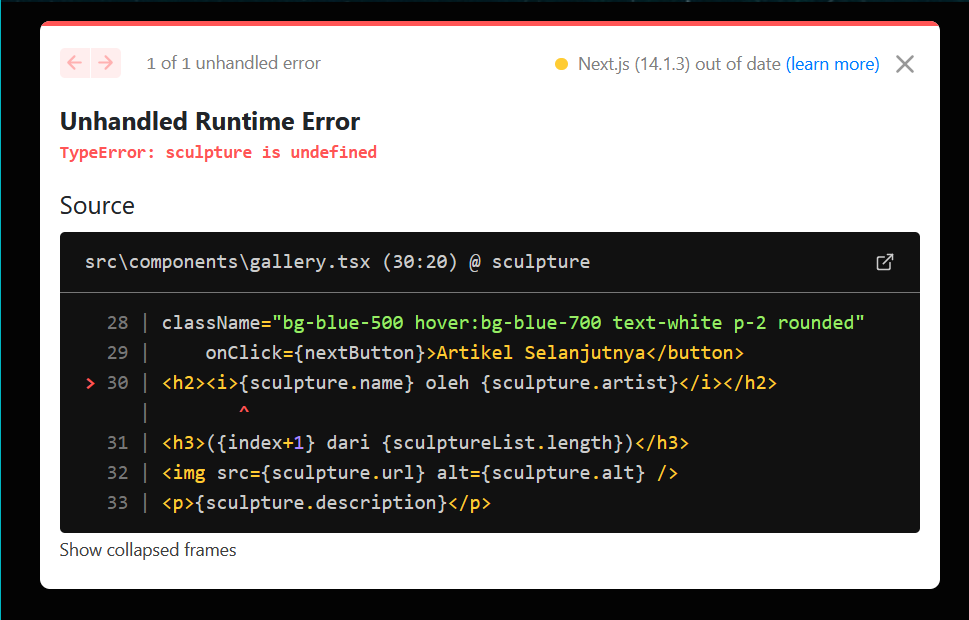 1 of 1 unhandled error
Next.js (14.1.3) out of date (learn more)
Unhandled Runtime Error
TypeError: sculpture is undefined
Source
src\components\gallery.tsx (30:20) @ sculpture
28 | className="bg-blue-500 hover:bg-blue-700 text-white p-2 rounded"
29 |     onClick={nextButton}>Artikel Selanjutnya</button>
> 30 | <h2><i>{sculpture.name} oleh {sculpture.artist}</i></h2>
|        ^
31 | <h3>({index+1} dari {sculptureList.length})</h3>
32 | <img src={sculpture.url} alt={sculpture.alt} />
33 | <p>{sculpture.description}</p>
Show collapsed frames